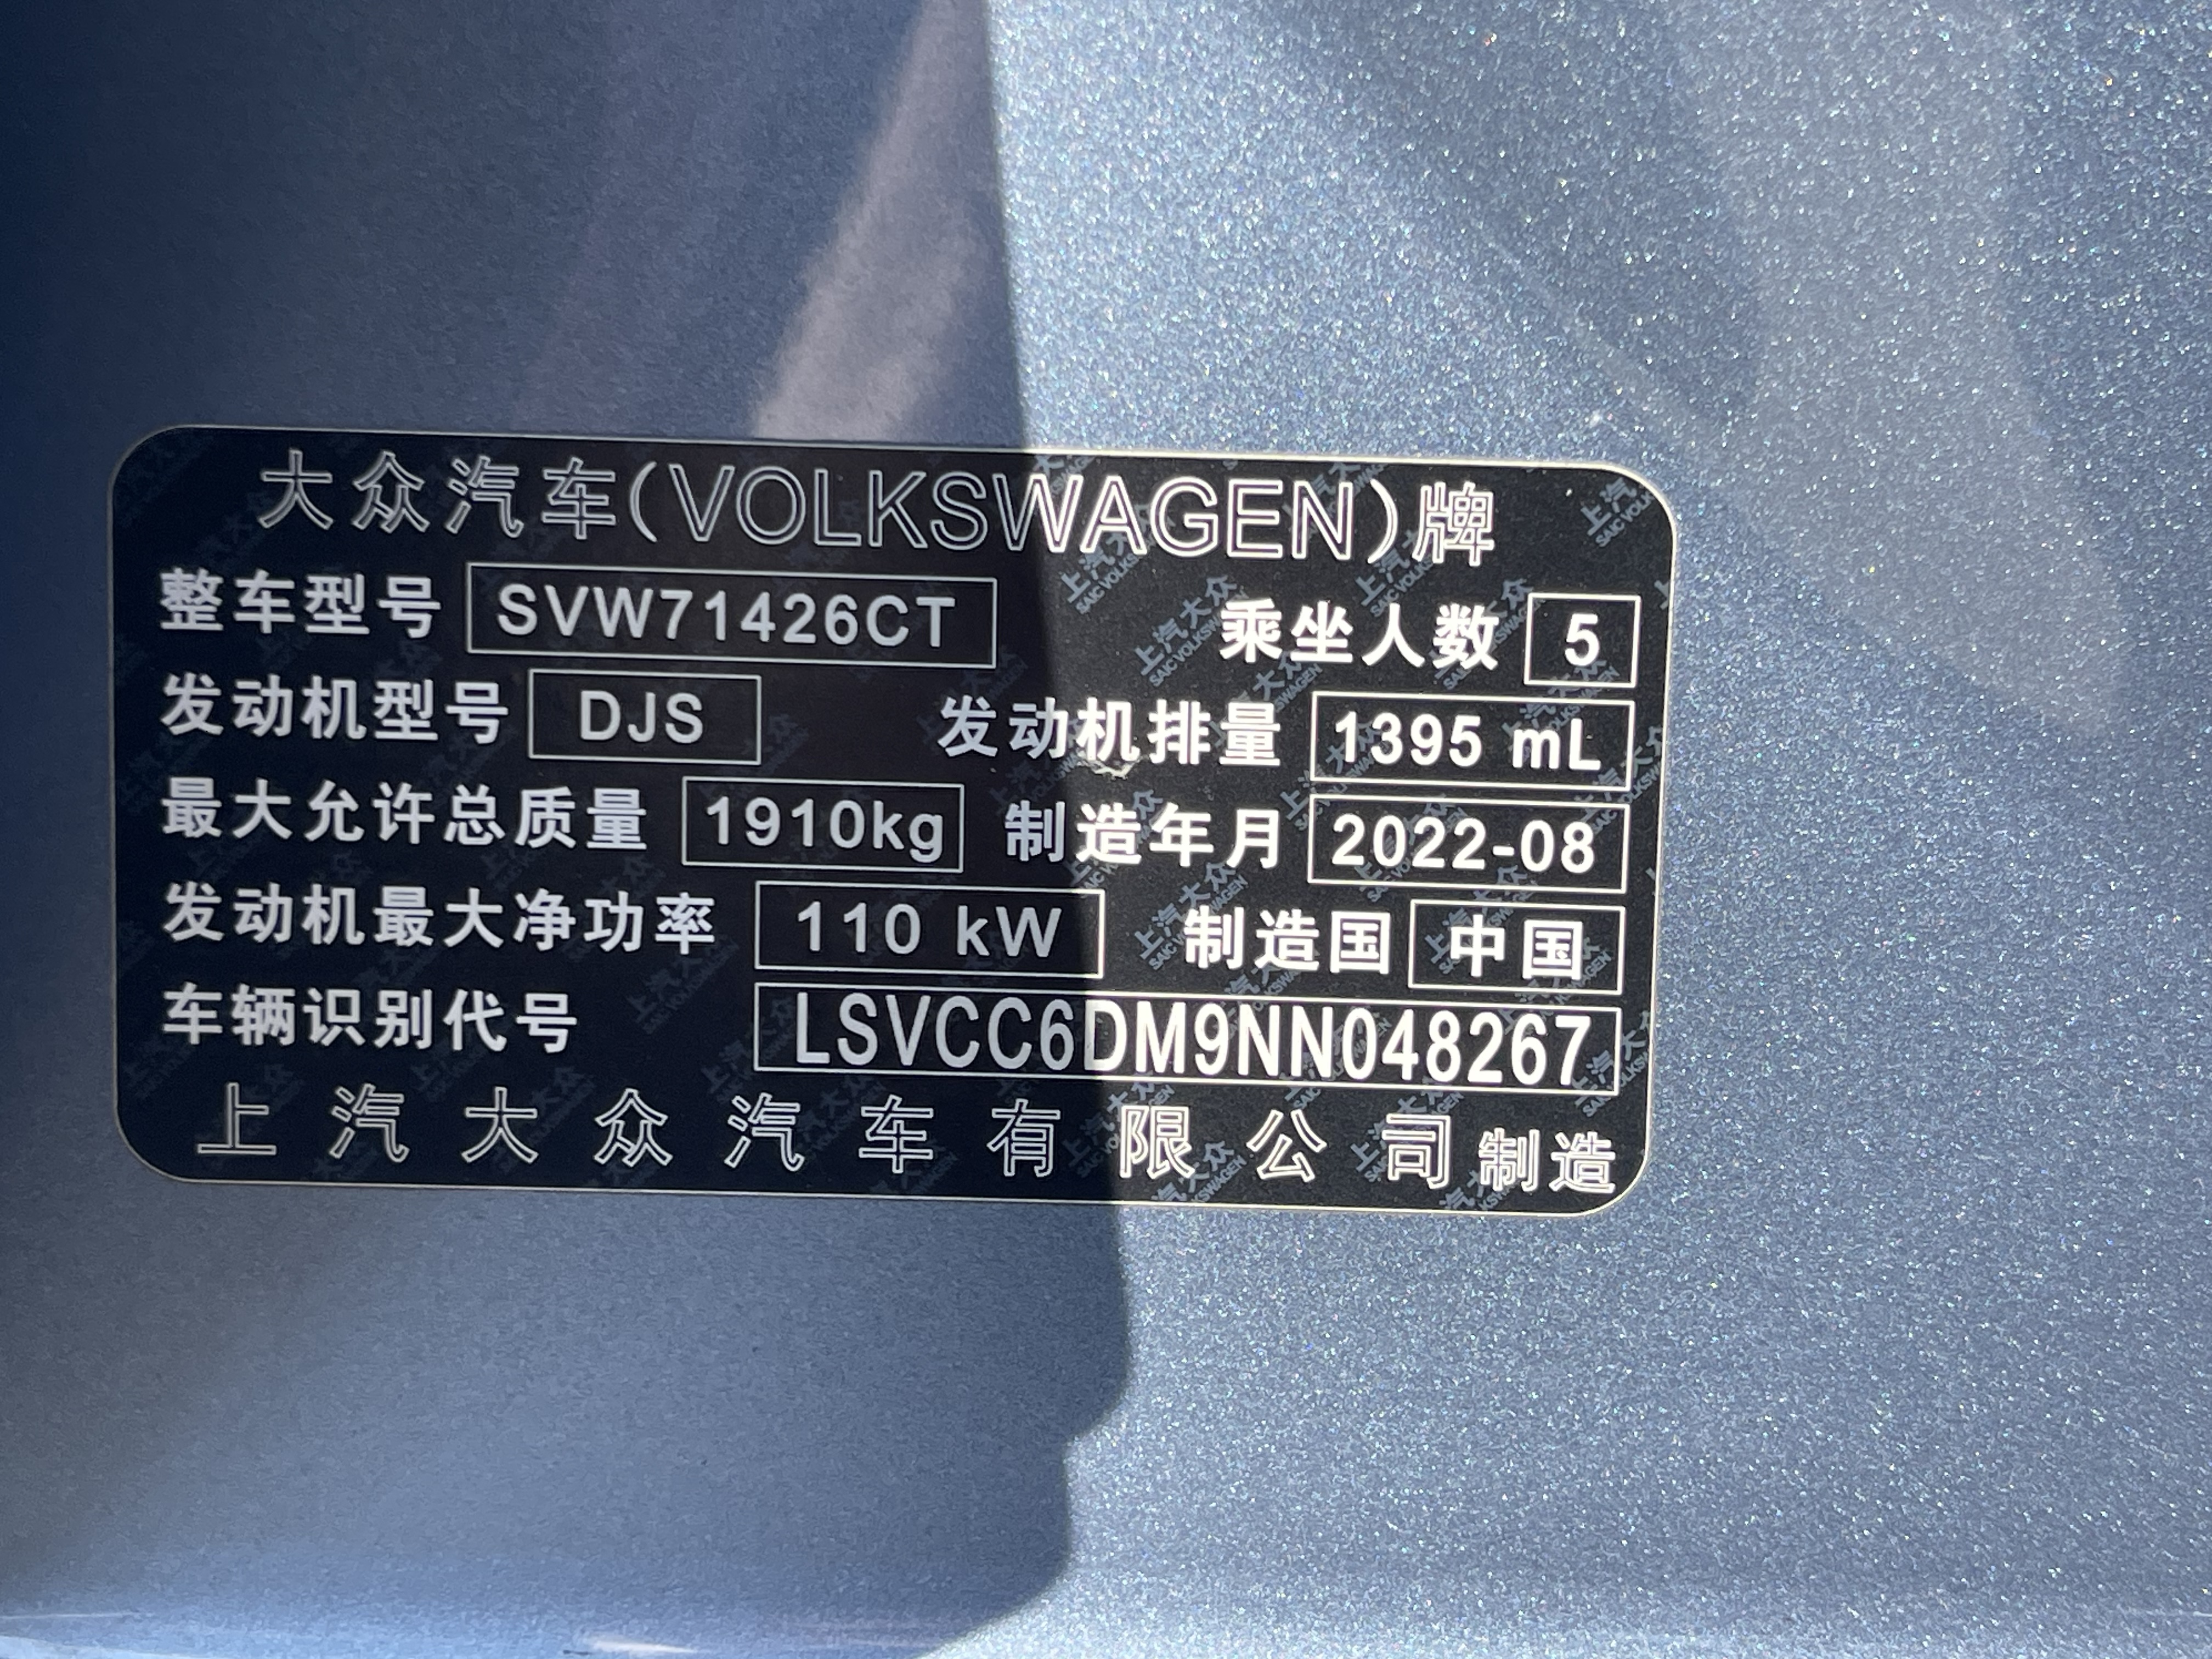 大众汽车(VOLKSWAGEN)牌
整车型号 SVW71426CT 乘坐人数 5
发动机型号 DJS 发动机排量 1395 mL
最大允许总质量 1910kg 制造年月 2022-08
发动机最大净功率 110 kW 制造国 中国
车辆识别代号 LSVCC6DM9NN048267
上汽大众汽车有限公司制造